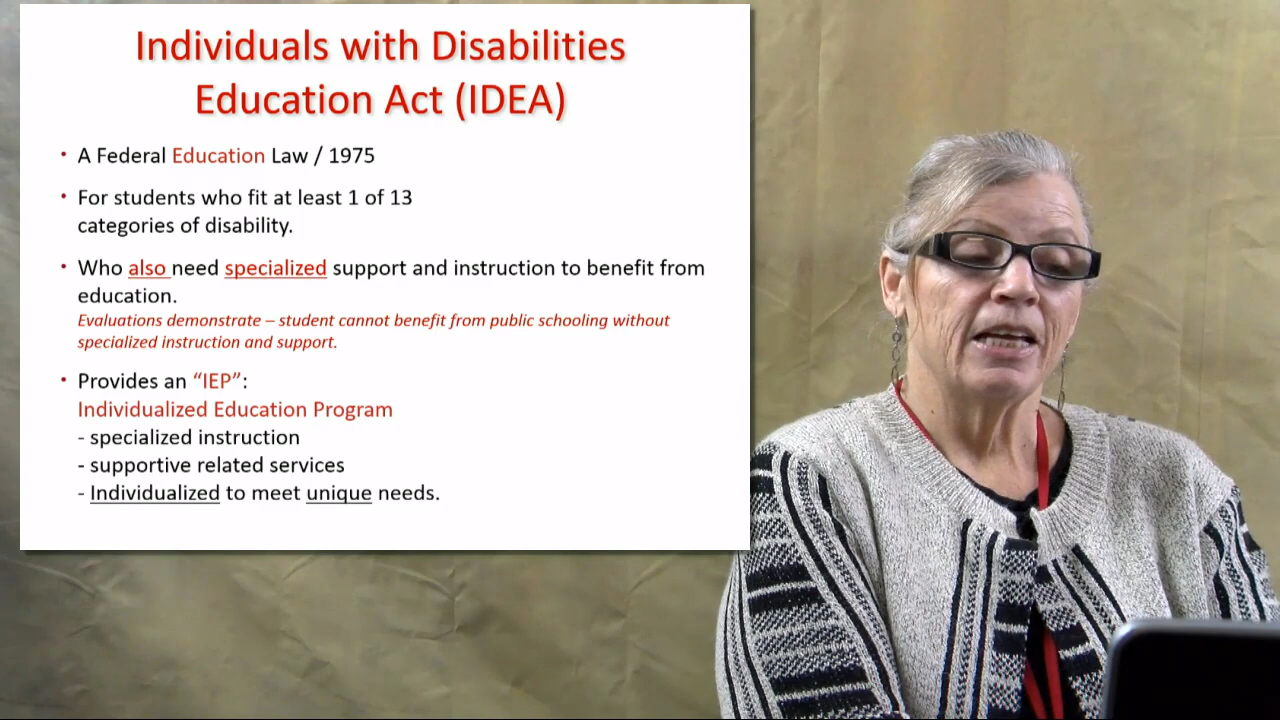 Individuals with Disabilities
Education Act (IDEA)
• A Federal Education Law / 1975
• For students who fit at least 1 of 13
categories of disability.
• Who also need specialized support and instruction to benefit from
education.
Evaluations demonstrate – student cannot benefit from public schooling without
specialized instruction and support.
• Provides an “IEP”:
Individualized Education Program
- specialized instruction
- supportive related services
- Individualized to meet unique needs.